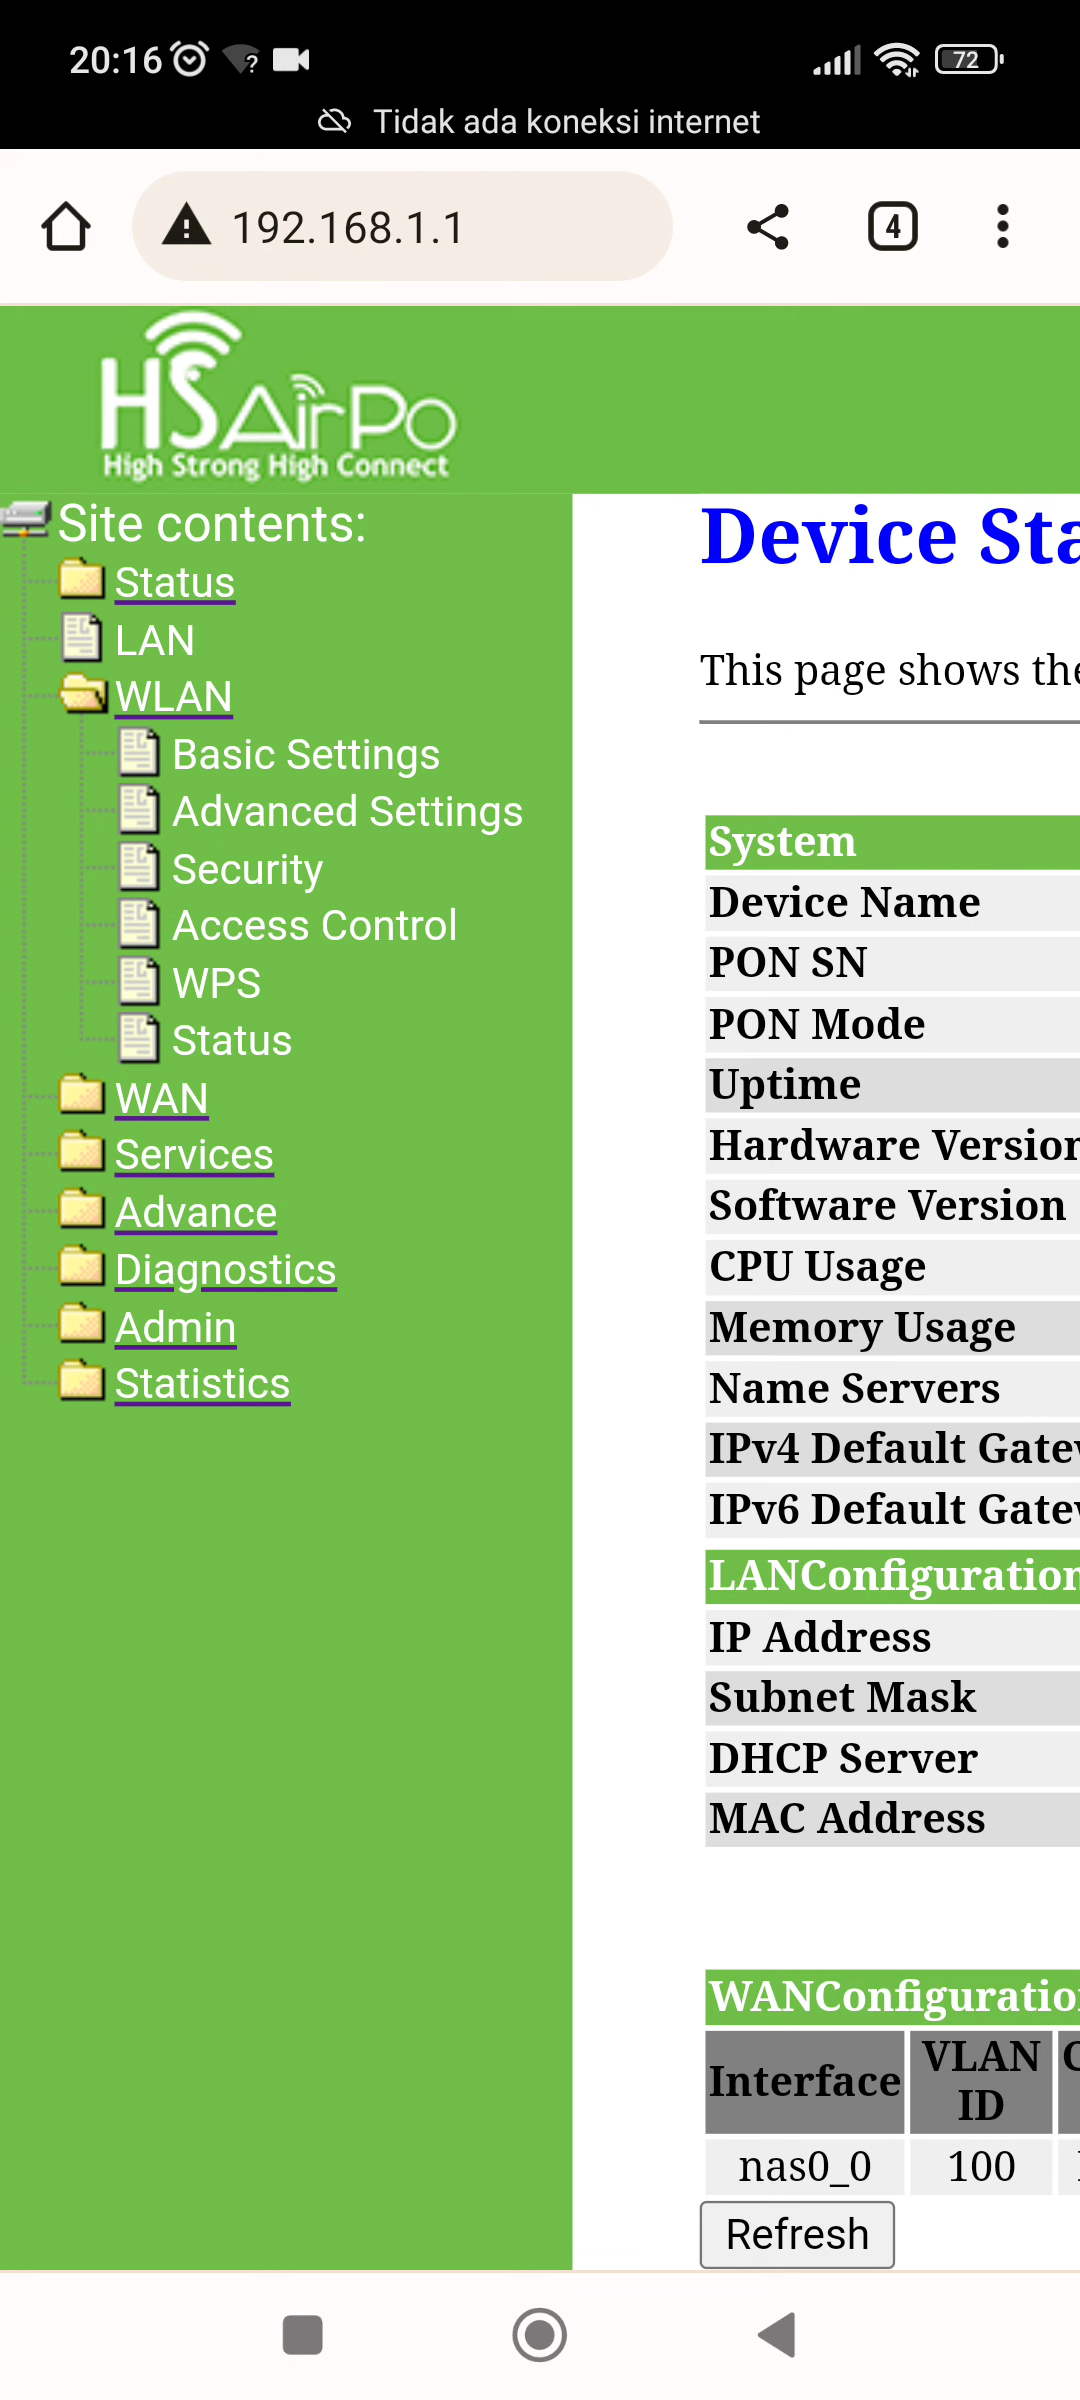 20:16
72
Tidak ada koneksi internet
192.168.1.1
4
HSAirPo
High Strong High Connect
Site contents:
Status
LAN
WLAN
Basic Settings
Advanced Settings
Security
Access Control
WPS
Status
WAN
Services
Advance
Diagnostics
Admin
Statistics
Device Sta
This page shows the
System
Device Name
PON SN
PON Mode
Uptime
Hardware Version
Software Version
CPU Usage
Memory Usage
Name Servers
IPv4 Default Gatew
IPv6 Default Gatew
LANConfiguration
IP Address
Subnet Mask
DHCP Server
MAC Address
WANConfiguratio
Interface
VLAN ID
nas0_0
100
Refresh